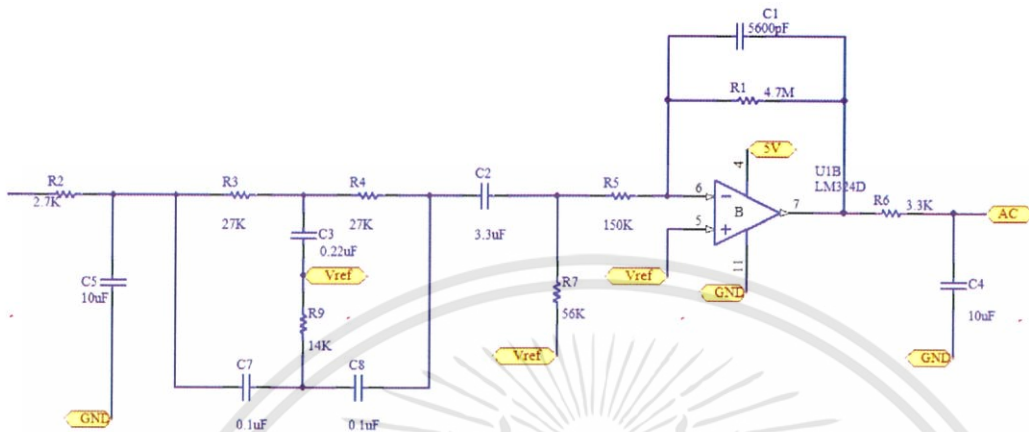 C1
5600pF
R1 4.7M
5V
4
U1B
LM324D
R2
2.7K
R3
27K
R4
27K
C2
3.3uF
R5
150K
6
B
7
5
11
R6 3.3K
AC
C3
0.22uF
Vref
Vref
GND
C5
10uF
R9
14K
R7
56K
Vref
C4
10uF
GND
C7
0.1uF
C8
0.1uF
GND